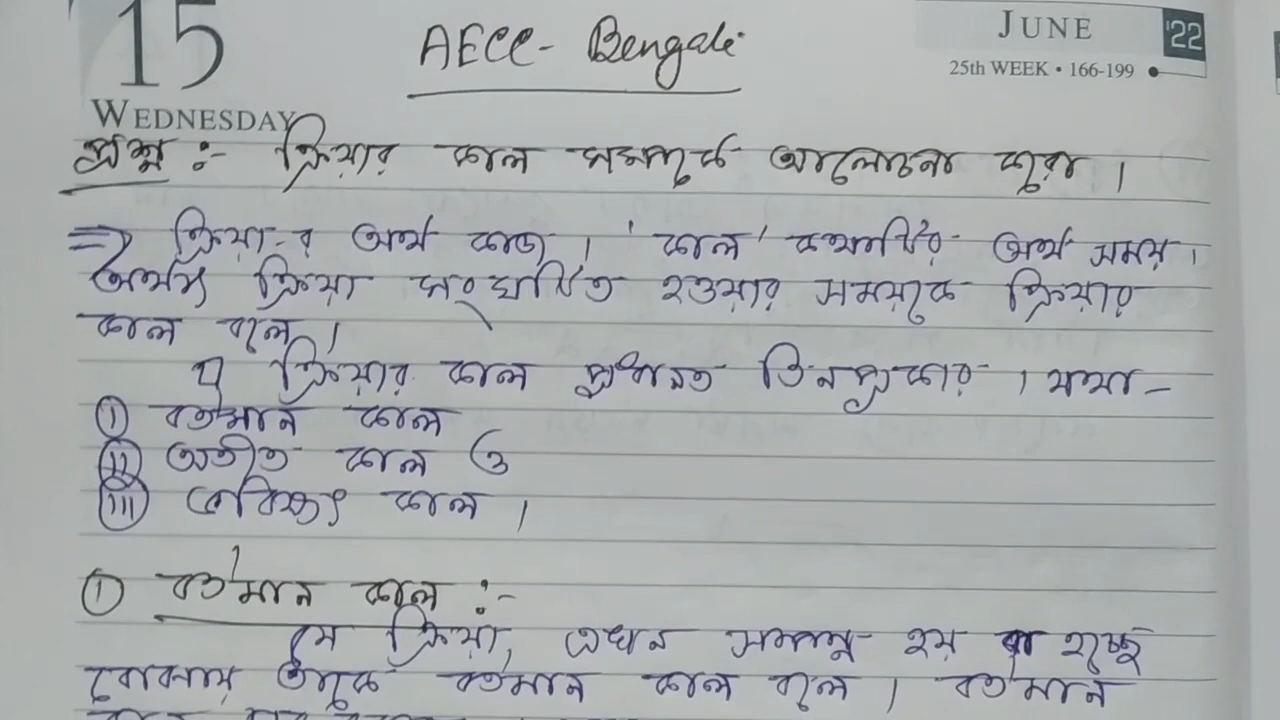 15
WEDNESDAY
AECC- Bengali
JUNE '22
25th WEEK • 166-199
প্রশ্ন :- ক্রিয়ার কাল সম্পর্কে আলোচনা করো।
⇒ ক্রিয়া-র অর্থ কাজ। 'কাল' কথাটির অর্থ সময়।
অর্থাৎ ক্রিয়া সংঘটিত হওয়ার সময়কে ক্রিয়ার
কাল বলে।
এ ক্রিয়ার কাল প্রধানত তিনপ্রকার। যথা-
(i) বর্তমান কাল
(ii) অতীত কাল ও
(iii) ভবিষ্যৎ কাল।
(i) বর্তমান কাল :-
যে ক্রিয়া, এখন সম্পন্ন হয় বা হচ্ছে
বোঝায় তাকে বর্তমান কাল বলে। বর্তমান